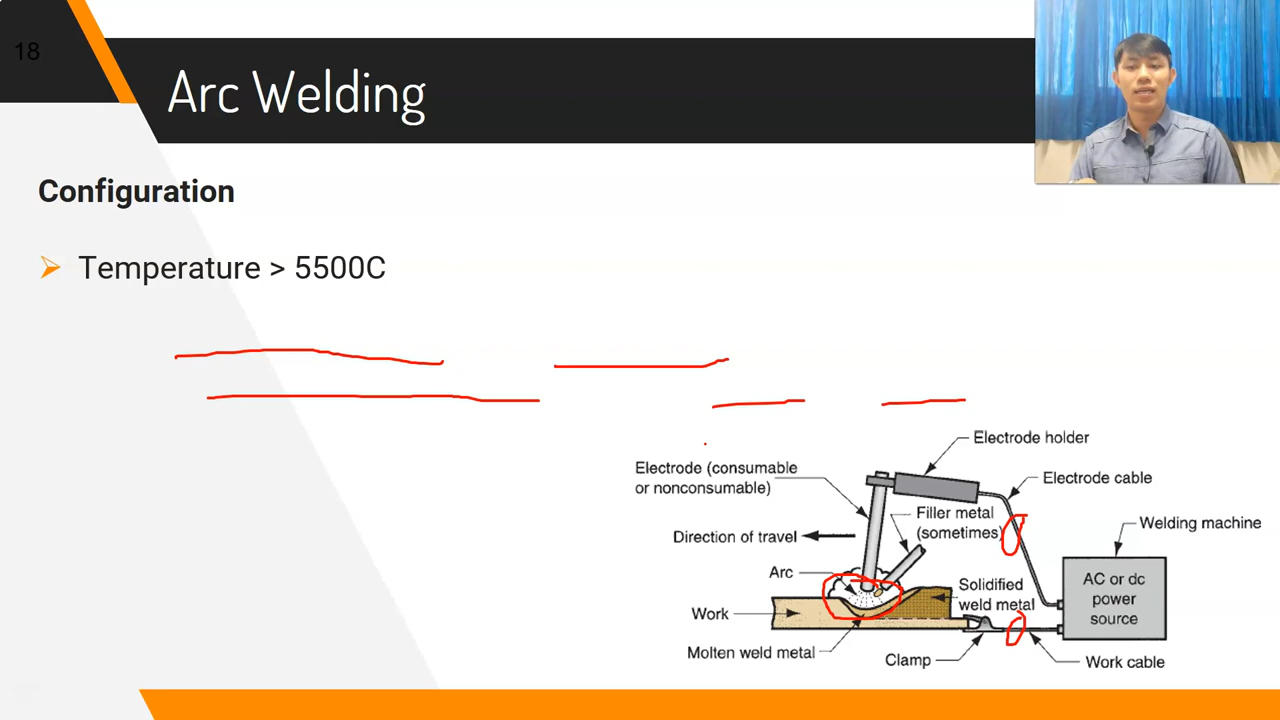 18
Arc Welding
Configuration
Temperature > 5500C
Electrode holder
Electrode (consumable
or nonconsumable)
Electrode cable
Filler metal
(sometimes)
Welding machine
Direction of travel
Arc
AC or dc
power
source
Solidified
weld metal
Work
Molten weld metal
Clamp
Work cable